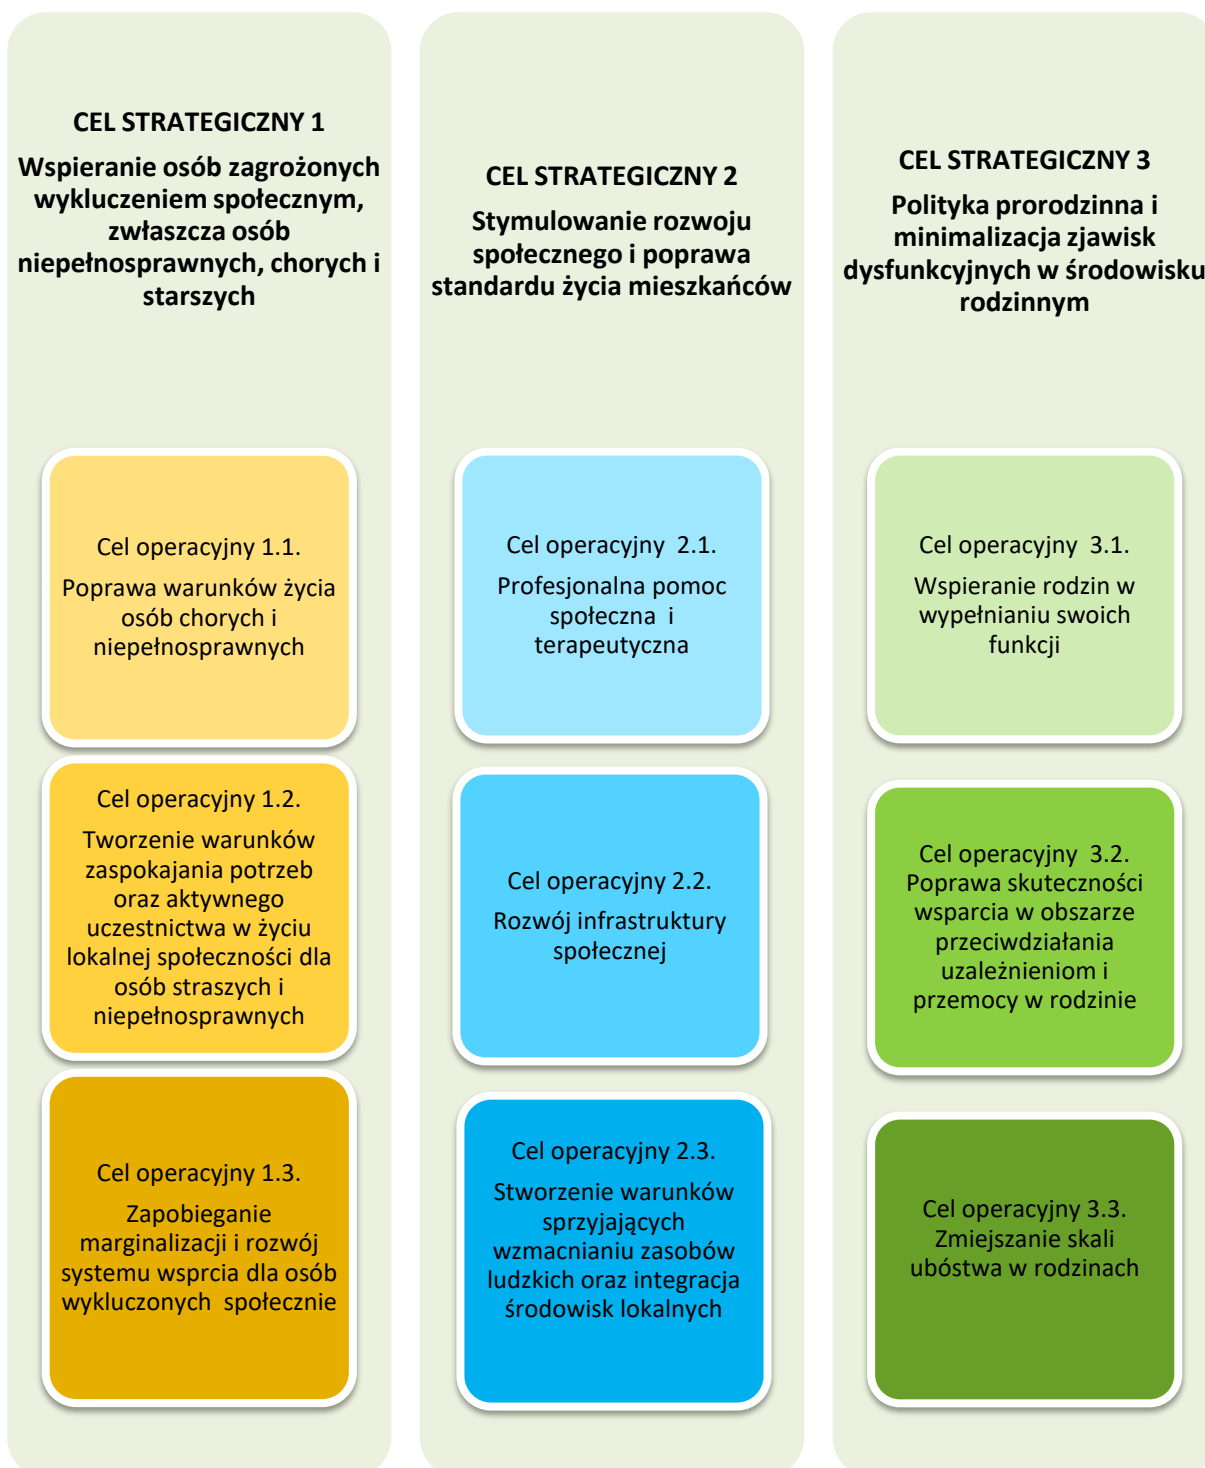 CEL STRATEGICZNY 1
Wspieranie osób zagrożonych
wykluczeniem społecznym,
zwłaszcza osób
niepełnosprawnych, chorych i
starszych
Cel operacyjny 1.1.
Poprawa warunków życia
osób chorych i
niepełnosprawnych
Cel operacyjny 1.2.
Tworzenie warunków
zaspokajania potrzeb
oraz aktywnego
uczestnictwa w życiu
lokalnej społeczności dla
osób straszych i
niepełnosprawnych
Cel operacyjny 1.3.
Zapobieganie
marginalizacji i rozwój
systemu wsprcia dla osób
wykluczonych społecznie
CEL STRATEGICZNY 2
Stymulowanie rozwoju
społecznego i poprawa
standardu życia mieszkańców
Cel operacyjny 2.1.
Profesjonalna pomoc
społeczna i
terapeutyczna
Cel operacyjny 2.2.
Rozwój infrastruktury
społecznej
Cel operacyjny 2.3.
Stworzenie warunków
sprzyjających
wzmacnianiu zasobów
ludzkich oraz integracja
środowisk lokalnych
CEL STRATEGICZNY 3
Polityka prorodzinna i
minimalizacja zjawisk
dysfunkcyjnych w środowisku
rodzinnym
Cel operacyjny 3.1.
Wspieranie rodzin w
wypełnianiu swoich
funkcji
Cel operacyjny 3.2.
Poprawa skuteczności
wsparcia w obszarze
przeciwdziałania
uzależnieniom i
przemocy w rodzinie
Cel operacyjny 3.3.
Zmiejszanie skali
ubóstwa w rodzinach